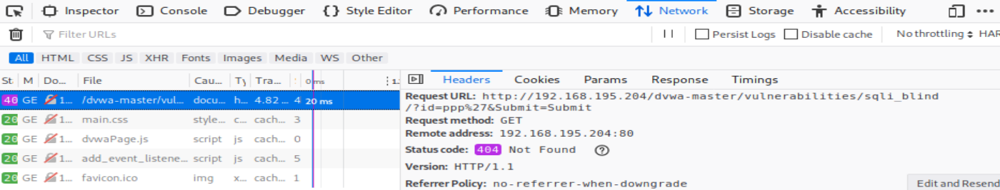 Inspector Console Debugger Style Editor Performance Memory Network Storage Accessibility
Filter URLs Persist Logs Disable cache No throttling HAR
All HTML CSS JS XHR Fonts Images Media WS Other
St M Do... File Cau... Ty Tra... 0 ms 1. Headers Cookies Params Response Timings
40 GE 1... /dvwa-master/vul... docu... h... 4.82 ... 4 20 ms
20 GE 1... main.css style... c... cach... 3
20 GE 1... dvwaPage.js script js cach... 0
20 GE 1... add_event_listene... script js cach... 5
20 GE 1... favicon.ico img x... cach... 1
Request URL: http://192.168.195.204/dvwa-master/vulnerabilities/sqli_blind
/?id=ppp%27&Submit=Submit
Request method: GET
Remote address: 192.168.195.204:80
Status code: 404 Not Found ?
Version: HTTP/1.1
Referrer Policy: no-referrer-when-downgrade Edit and Resend